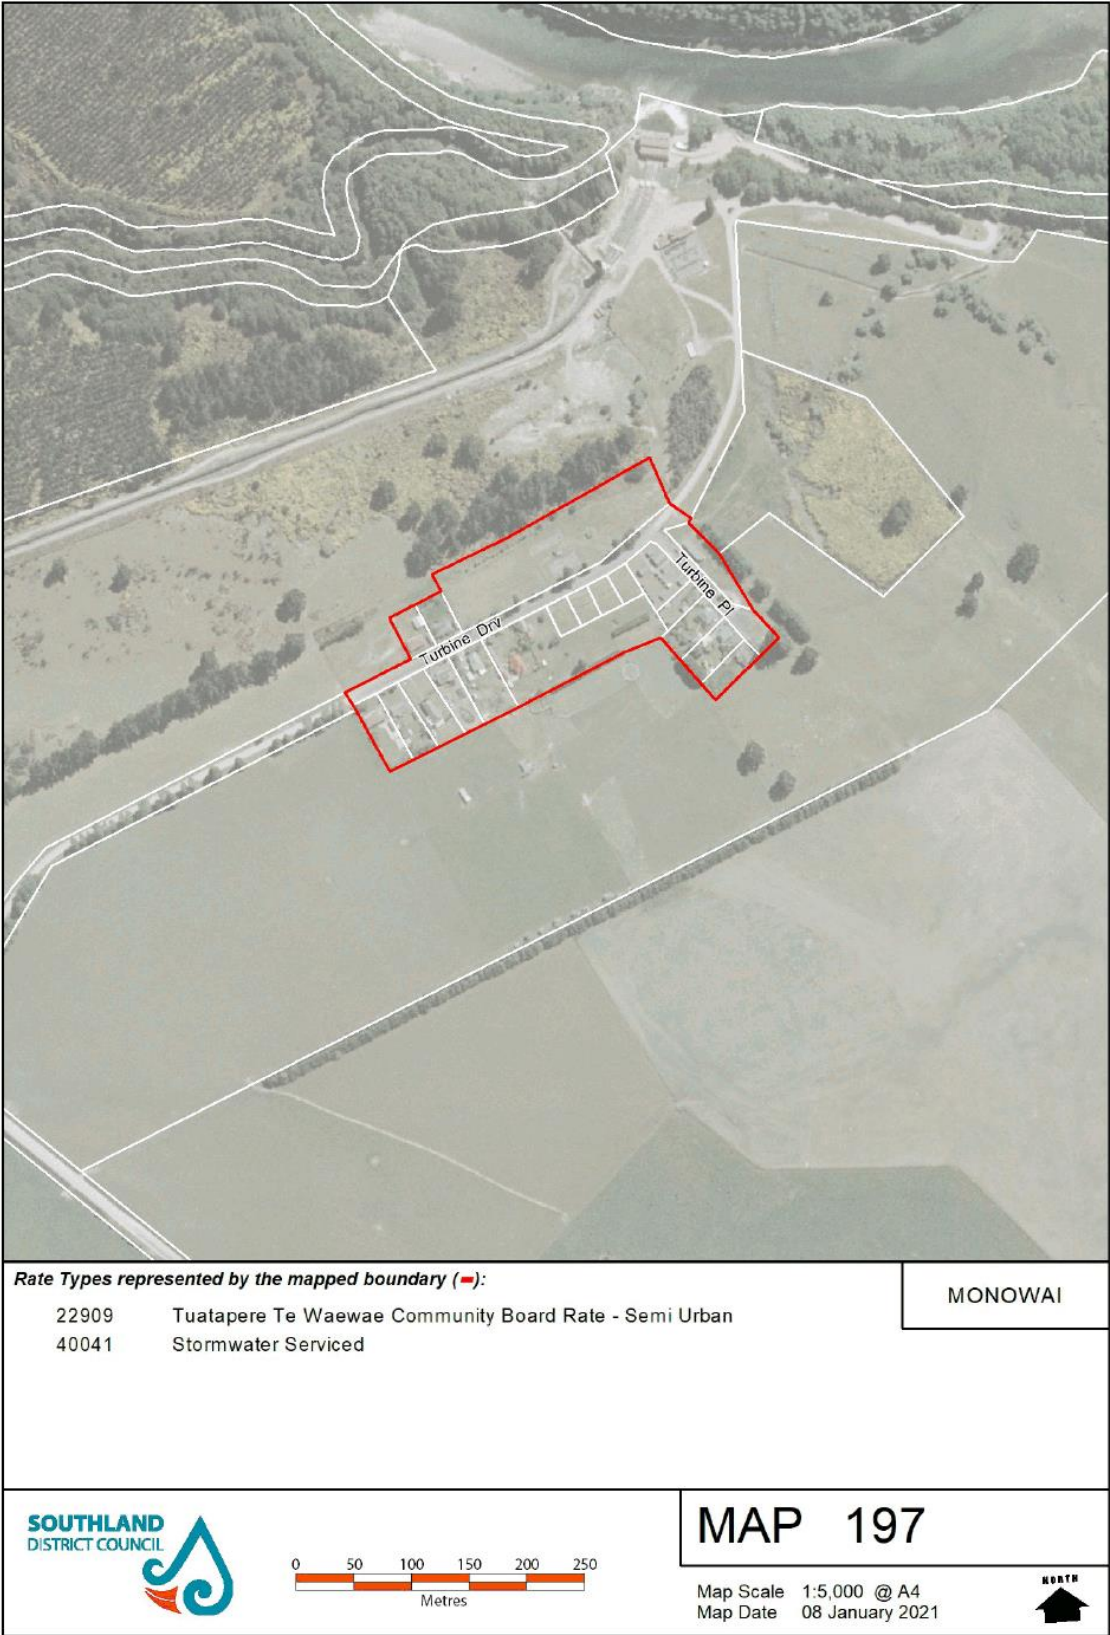 Turbine Pl
Turbine Drv
Rate Types represented by the mapped boundary (-):
MONOWAI
22909 Tuatapere Te Waewae Community Board Rate - Semi Urban
40041 Stormwater Serviced
SOUTHLAND
DISTRICT COUNCIL
0 50 100 150 200 250
Metres
MAP 197
Map Scale 1:5,000 @ A4
Map Date 08 January 2021
NORTH